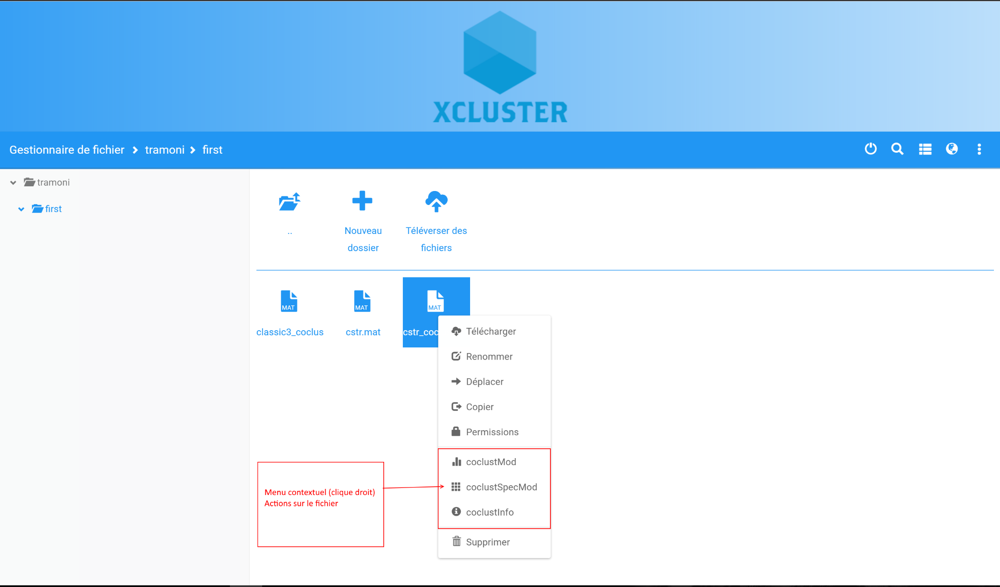 XCLUSTER
Gestionnaire de fichier tramoni first
tramoni
first
..
Nouveau
dossier
Téléverser des
fichiers
MAT
classic3_coclus
MAT
cstr.mat
MAT
cstr_coc
Télécharger
Renommer
Déplacer
Copier
Permissions
coclustMod
coclustSpecMod
coclustInfo
Supprimer
Menu contextuel (clique droit)
Actions sur le fichier